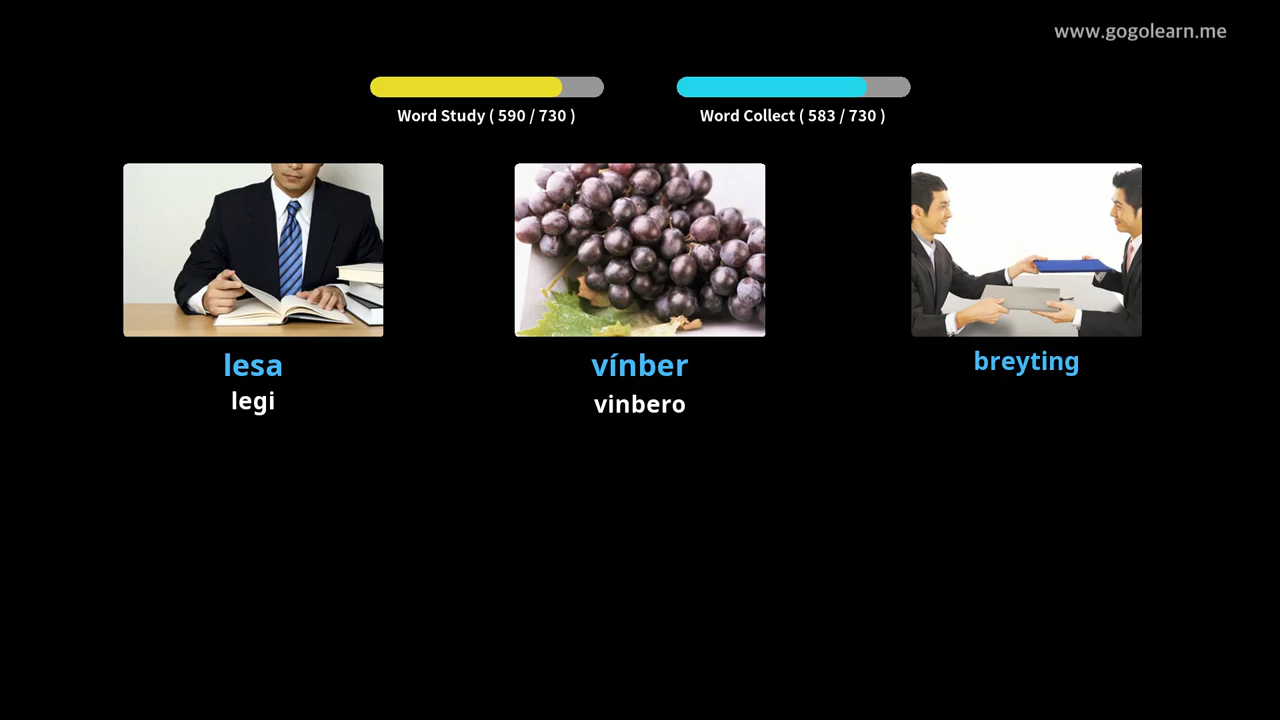 www.gogolearn.me
Word Study ( 590 / 730 )
Word Collect ( 583 / 730 )
lesa
legi
vínber
vinbero
breyting